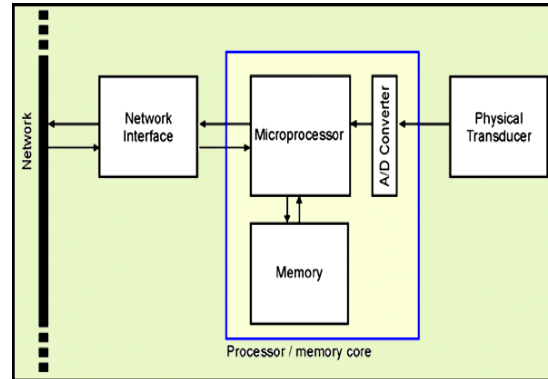 Network
Network
Interface
Microprocessor
A/D Converter
Physical
Transducer
Memory
Processor / memory core